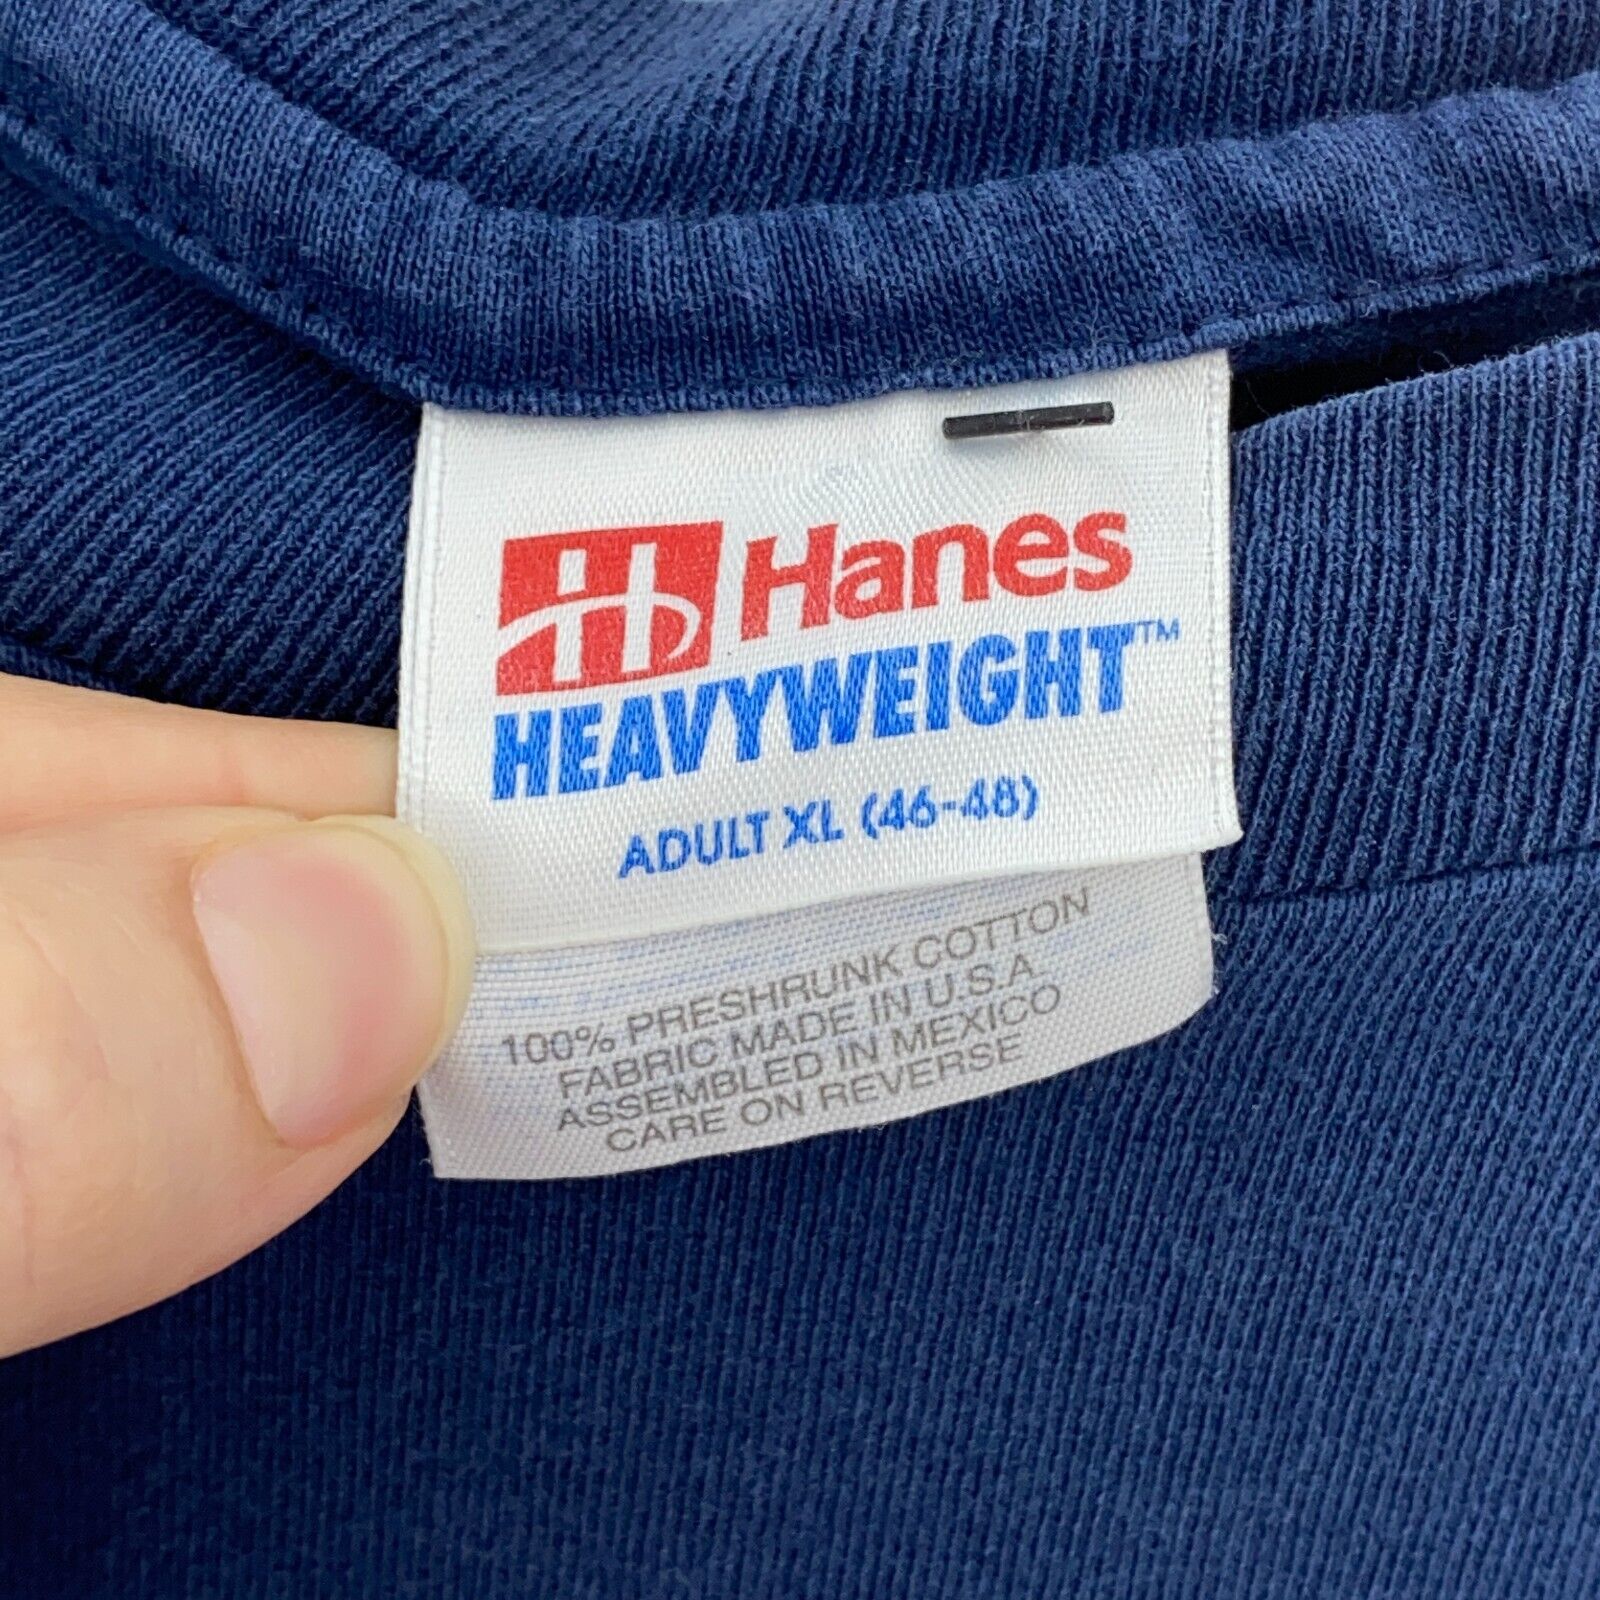 Hanes
HEAVYWEIGHT™
ADULT XL (46-48)
100% PRESHRUNK COTTON
FABRIC MADE IN U.S.A
ASSEMBLED IN MEXICO
CARE ON REVERSE